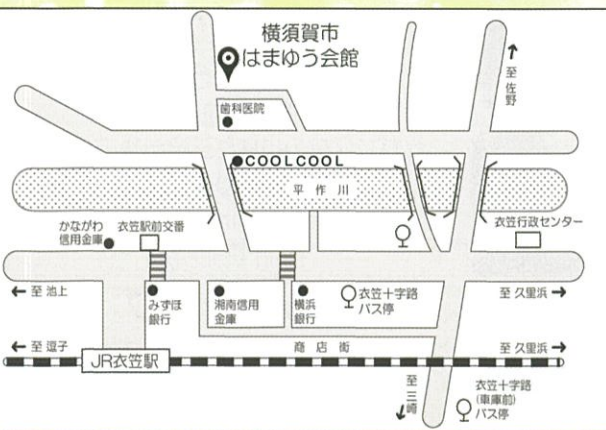 横須賀市
はまゆう会館
↑
至
佐
野
歯科医院
COOLCOOL
平作川
かながわ
信用金庫
衣笠駅前交番
衣笠行政センター
← 至 池上
みずほ
銀行
湘南信用
金庫
横浜
銀行
衣笠十字路
バス停
至 久里浜 →
← 至 逗子
商店街
至 久里浜 →
JR衣笠駅
至
三
崎
↓
衣笠十字路
(車庫前)
バス停